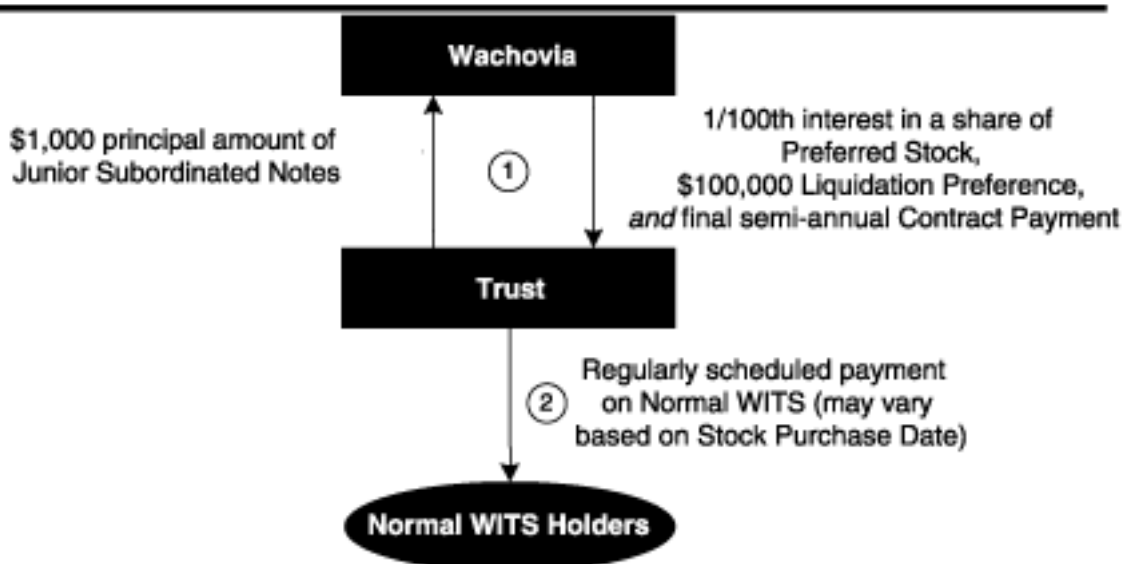 Wachovia
$1,000 principal amount of
Junior Subordinated Notes
1
1/100th interest in a share of
Preferred Stock,
$100,000 Liquidation Preference,
and final semi-annual Contract Payment
Trust
2
Regularly scheduled payment
on Normal WITS (may vary
based on Stock Purchase Date)
Normal WITS Holders